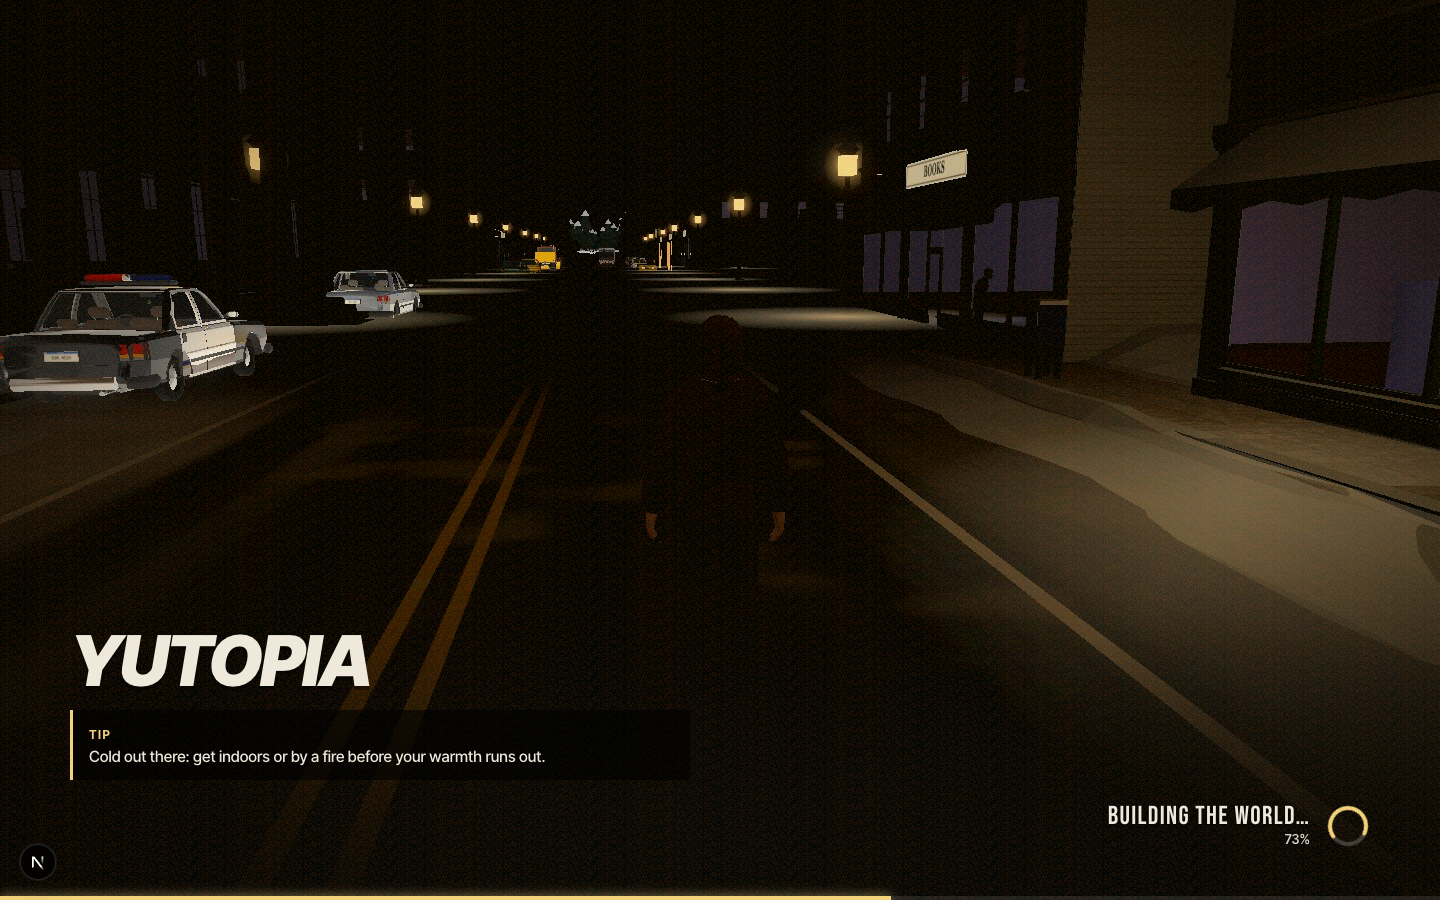 BOOKS
YUTOPIA
TIP
Cold out there: get indoors or by a fire before your warmth runs out.
BUILDING THE WORLD...
73%
N